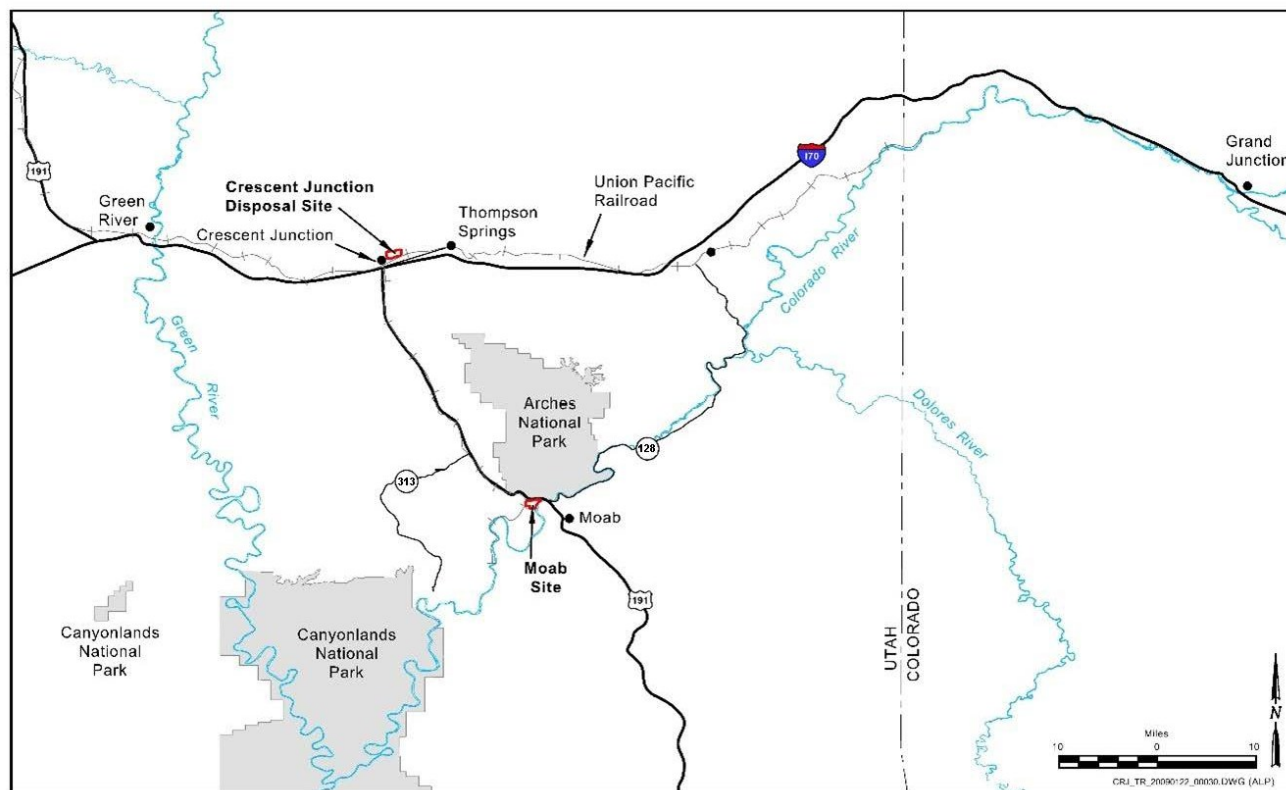 170
Grand
Junction
191
Green
River
Crescent Junction
Disposal Site
Crescent Junction
Thompson
Springs
Union Pacific
Railroad
Colorado River
Green
River
Arches
National
Park
Dolores River
128
313
Moab
Moab
Site
191
Canyonlands
National
Park
Canyonlands
National
Park
UTAH
COLORADO
N
Miles
10 0 10
CRJ_TR_20090122_00030.DWG (ALP)